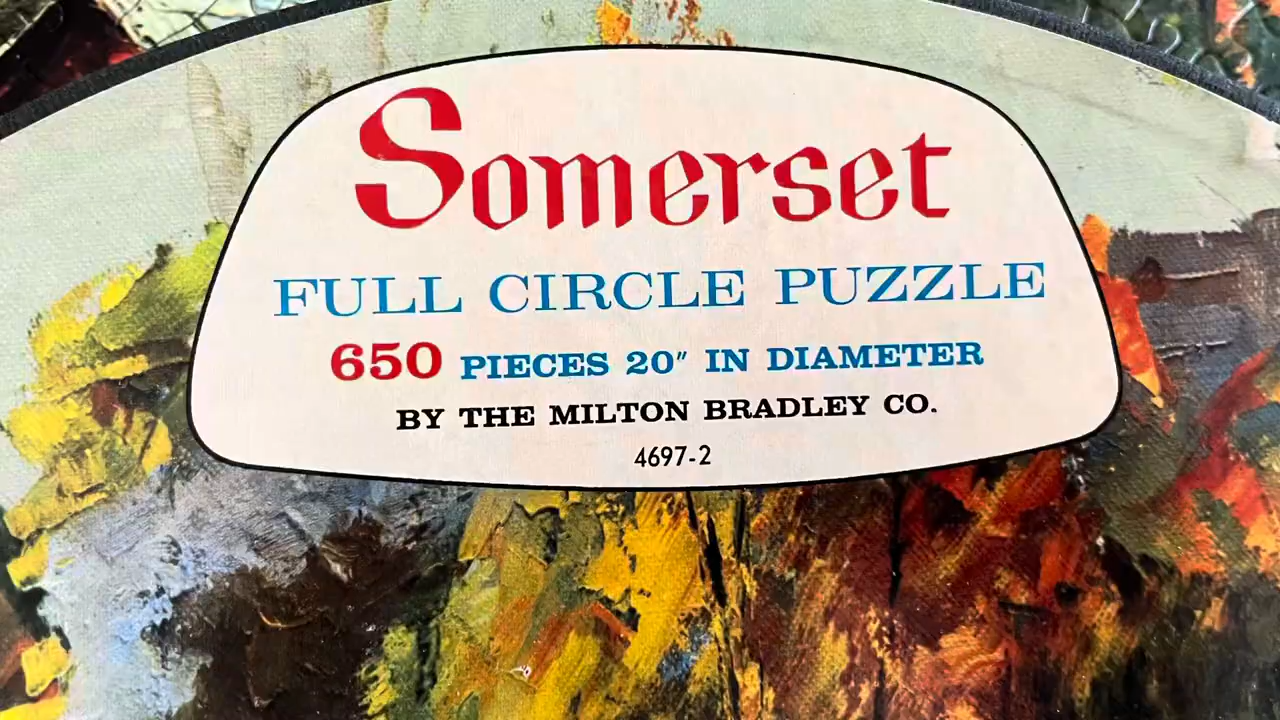 Somerset
FULL CIRCLE PUZZLE
650 PIECES 20″ IN DIAMETER
BY THE MILTON BRADLEY CO.
4697-2